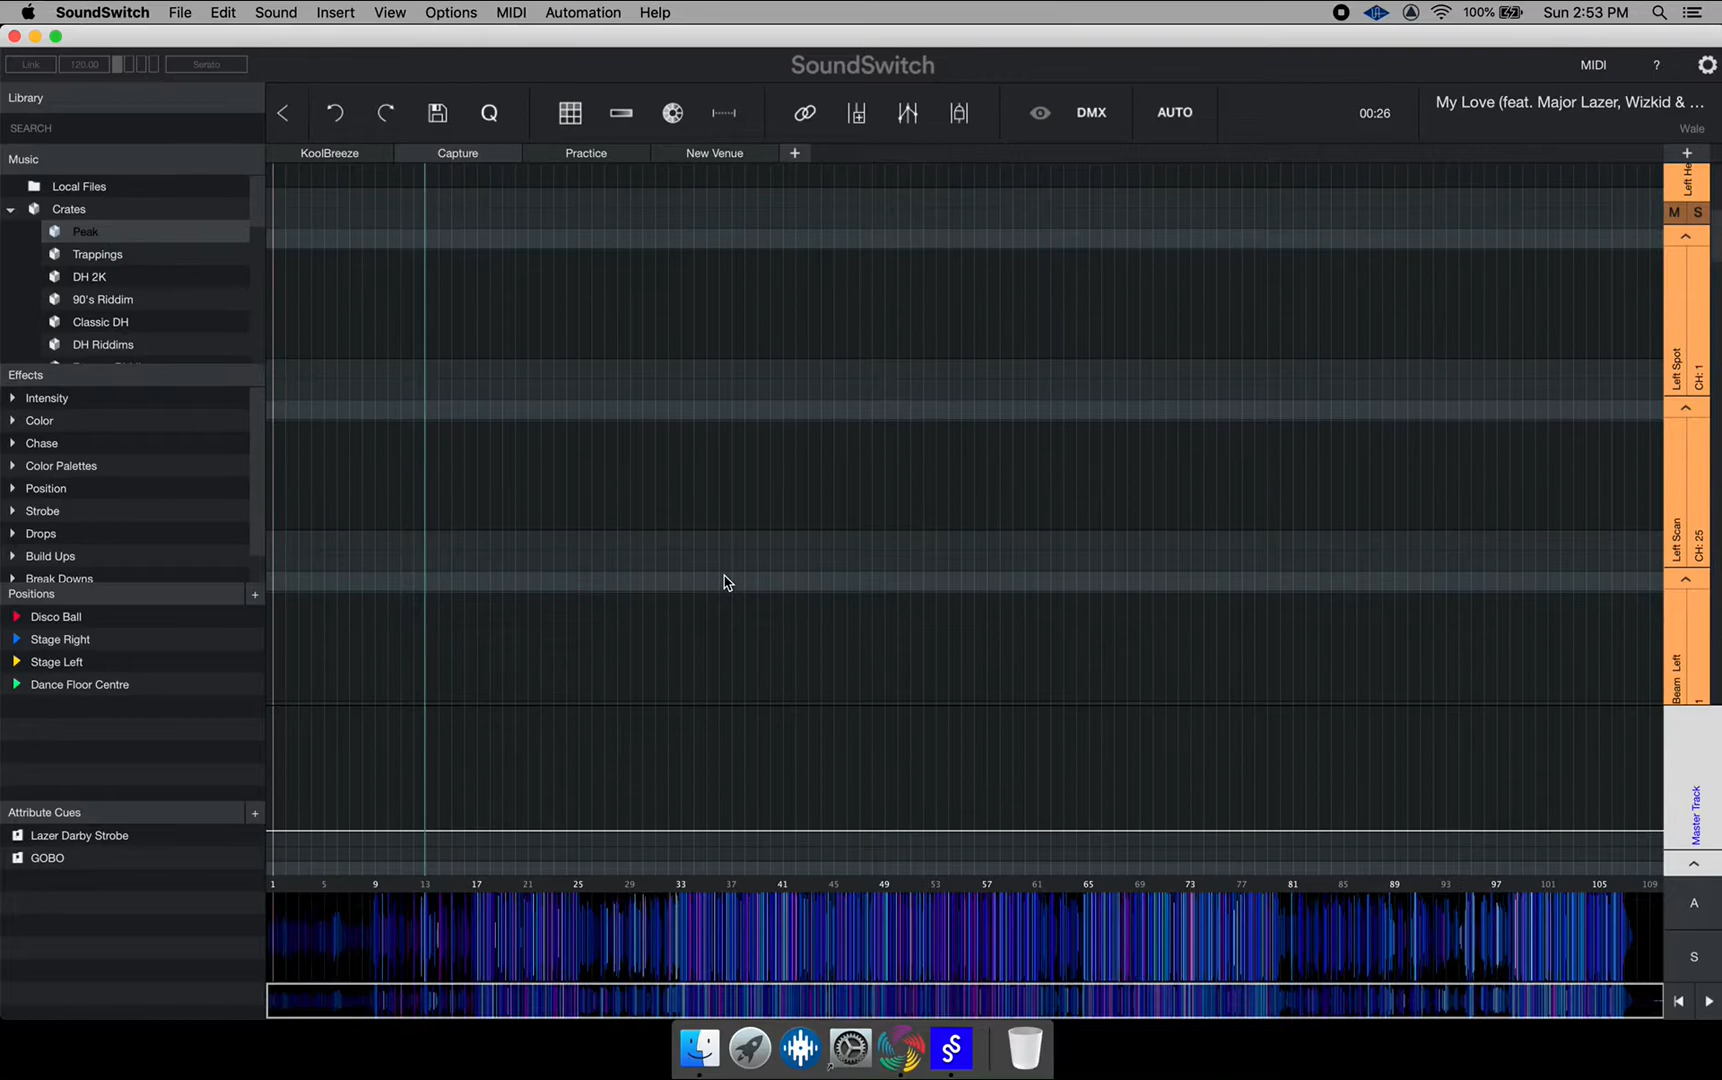 SoundSwitch File Edit Sound Insert View Options MIDI Automation Help 100% Sun 2:53 PM
Link 120.00 Serato SoundSwitch MIDI ?
Library
SEARCH
Q DMX AUTO 00:26 My Love (feat. Major Lazer, Wizkid & ...
Wale
KoolBreeze Capture Practice New Venue + +
Music
Local Files
Crates
Peak
Trappings
DH 2K
90's Riddim
Classic DH
DH Riddims
Effects
Intensity
Color
Chase
Color Palettes
Position
Strobe
Drops
Build Ups
Break Downs
Positions +
Disco Ball
Stage Right
Stage Left
Dance Floor Centre
Attribute Cues +
Lazer Darby Strobe
GOBO
M S
Left Spot
CH: 1
Left Scan
CH: 25
Beam Left
1
Master Track
1 5 9 13 17 21 25 29 33 37 41 45 49 53 57 61 65 69 73 77 81 85 89 93 97 101 105 109
A
S